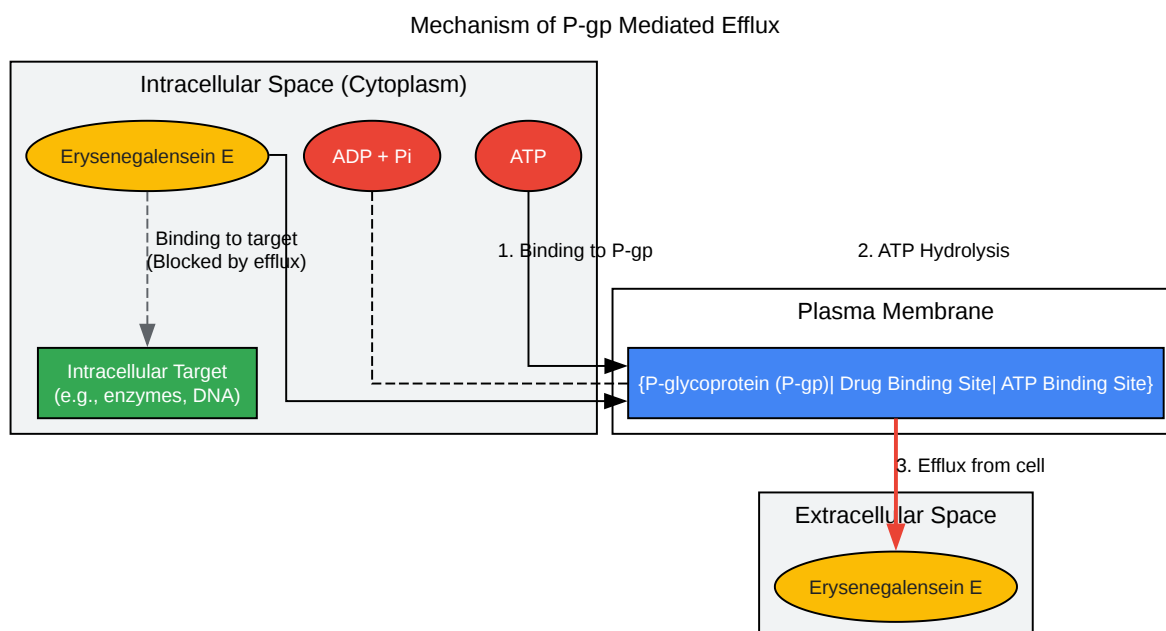 Mechanism of P-gp Mediated Efflux
Intracellular Space (Cytoplasm)
Erysenegalensein E
ADP + Pi
ATP
Binding to target
(Blocked by efflux)
1. Binding to P-gp
2. ATP Hydrolysis
Plasma Membrane
Intracellular Target
(e.g., enzymes, DNA)
{P-glycoprotein (P-gp)| Drug Binding Site| ATP Binding Site}
3. Efflux from cell
Extracellular Space
Erysenegalensein E